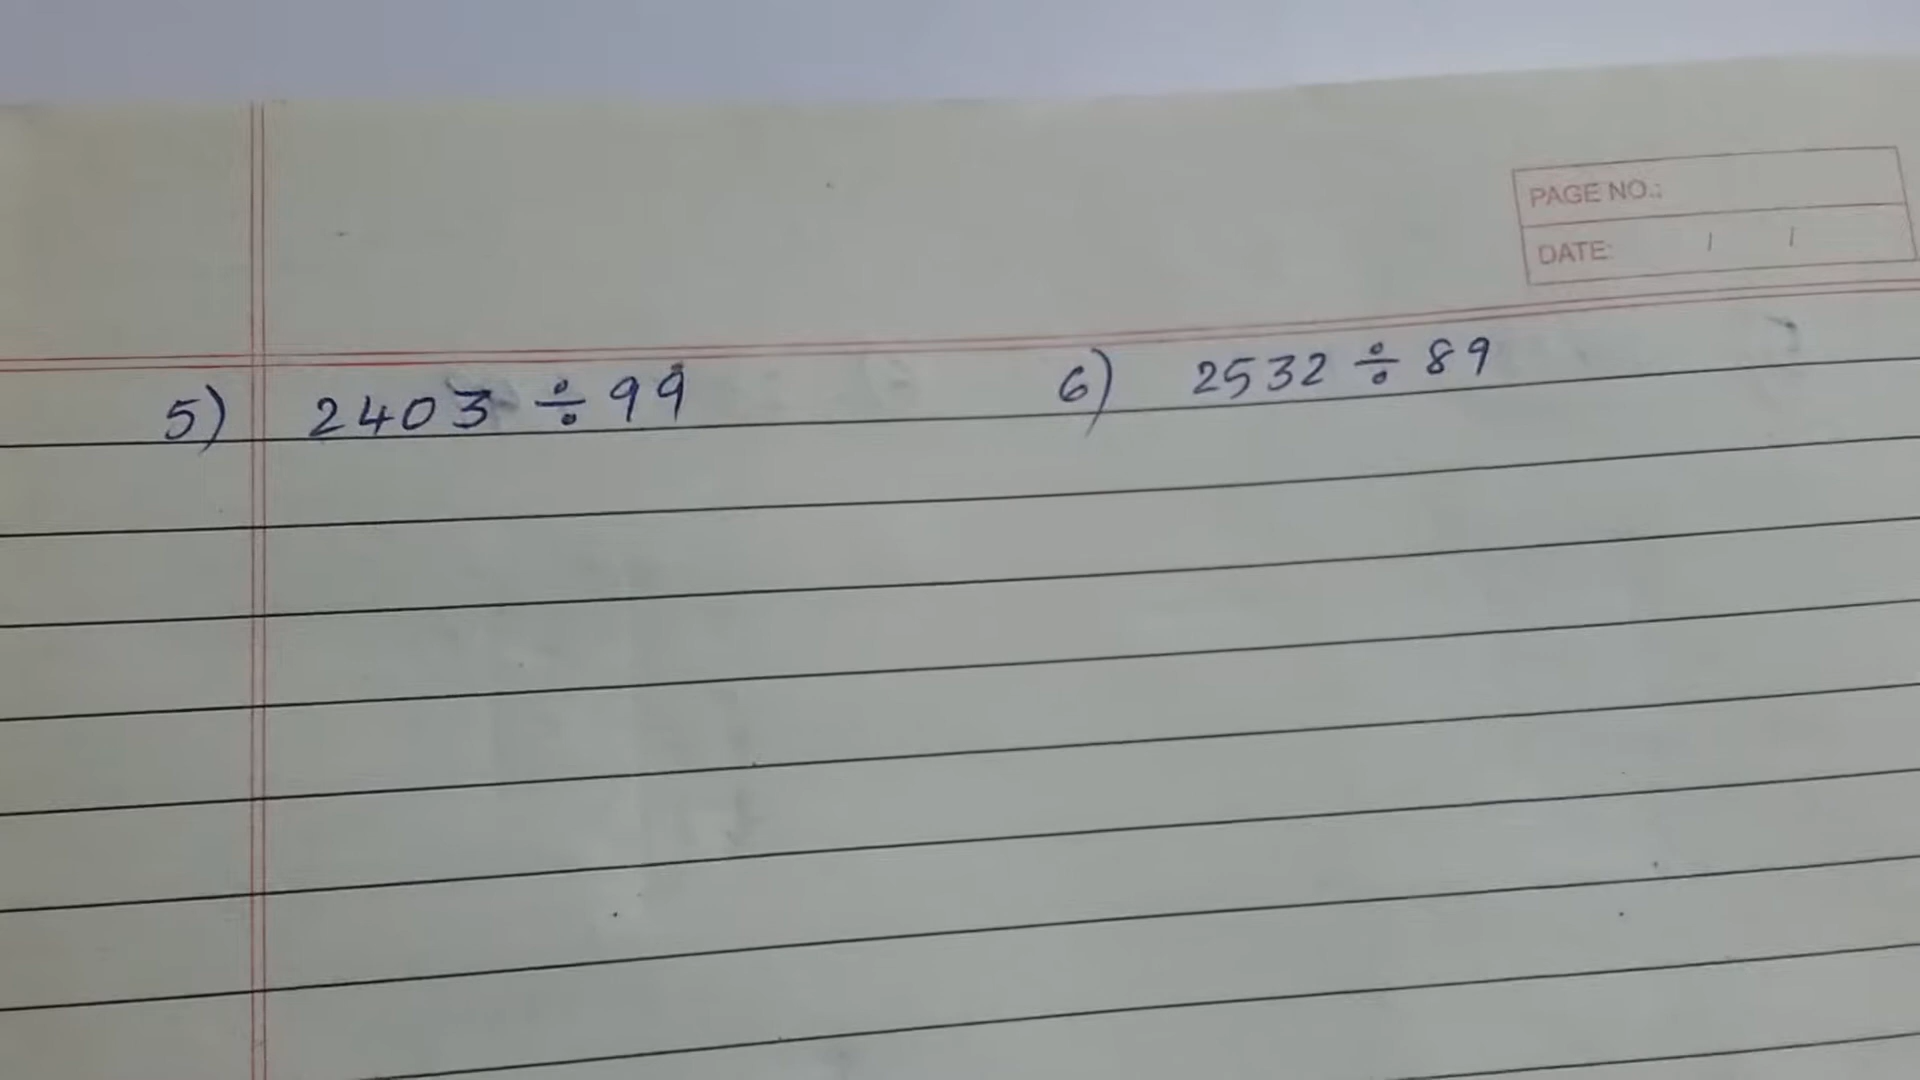 PAGE NO.:
DATE: / /
5) 2403 ÷ 99
6) 2532 ÷ 89